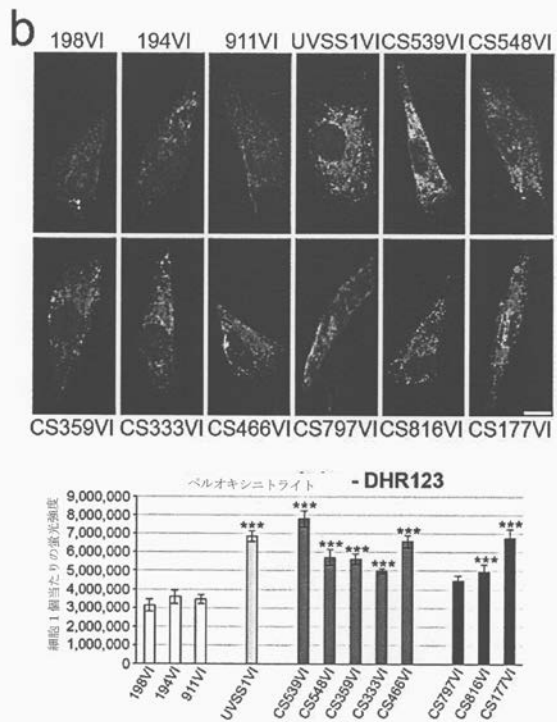 b
198VI 194VI 911VI UVSS1VI CS539VI CS548VI
CS359VI CS333VI CS466VI CS797VI CS816VI CS177VI
ペルオキシニトライト - DHR123
細胞1個当たりの蛍光強度
9,000,000
8,000,000
7,000,000
6,000,000
5,000,000
4,000,000
3,000,000
2,000,000
1,000,000
0
*** *** *** *** *** *** *** ***
198VI 194VI 911VI UVSS1VI CS539VI CS548VI CS359VI CS333VI CS466VI CS797VI CS816VI CS177VI